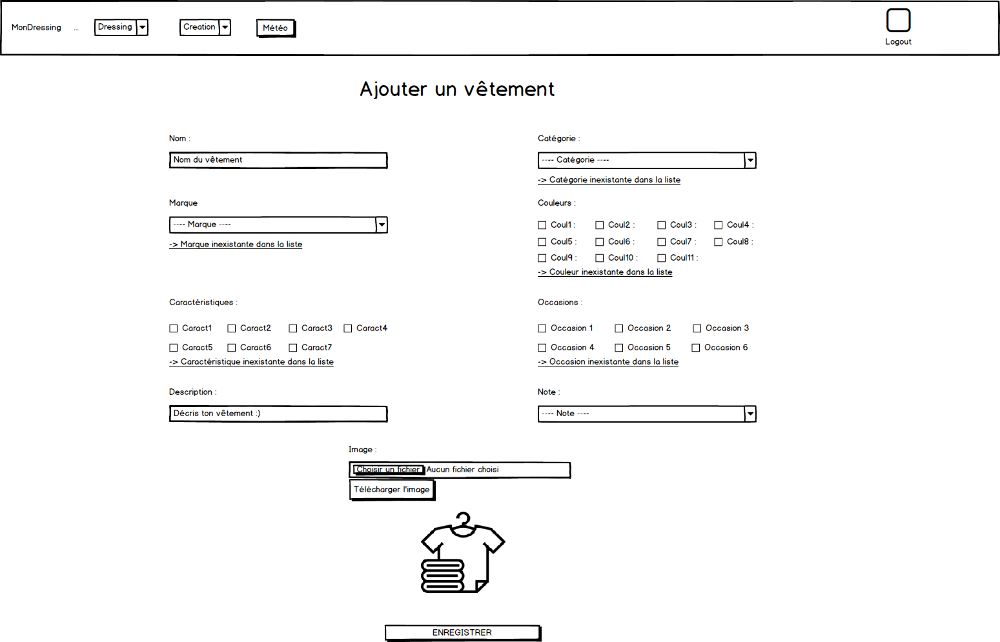 MonDressing ... Dressing Creation Météo
Logout
Ajouter un vêtement
Nom :
Nom du vêtement
Catégorie :
---- Catégorie ----
-> Catégorie inexistante dans la liste
Marque
---- Marque ----
-> Marque inexistante dans la liste
Couleurs :
Coul1 : Coul2 : Coul3 : Coul4 :
Coul5 : Coul6 : Coul7 : Coul8 :
Coul9 : Coul10 : Coul11 :
-> Couleur inexistante dans la liste
Caractéristiques :
Caract1 Caract2 Caract3 Caract4
Caract5 Caract6 Caract7
-> Caractéristique inexistante dans la liste
Occasions :
Occasion 1 Occasion 2 Occasion 3
Occasion 4 Occasion 5 Occasion 6
-> Occasion inexistante dans la liste
Description :
Décris ton vêtement :)
Note :
---- Note ----
Image :
Choisir un fichier Aucun fichier choisi
Télécharger l'image
ENREGISTRER